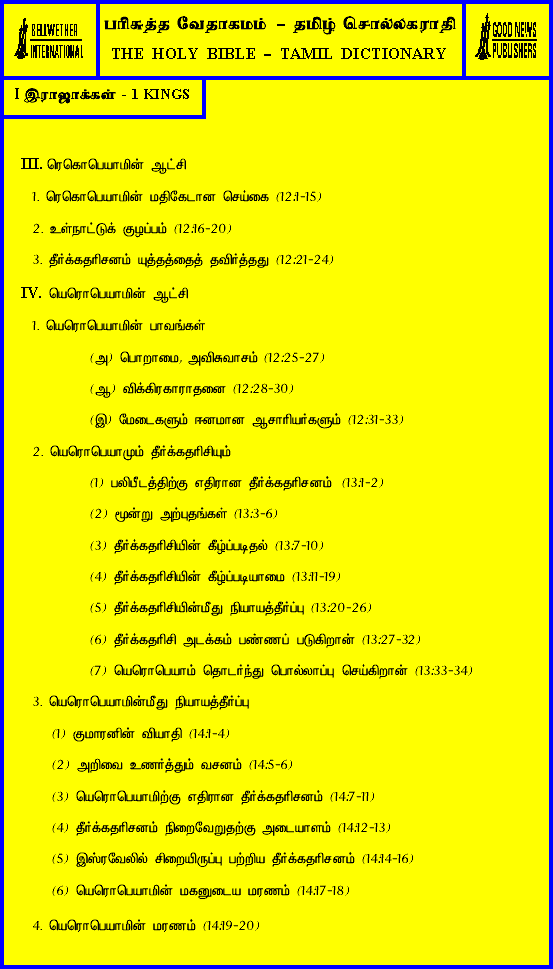 BELLWETHER
INTERNATIONAL
பரிசுத்த வேதாகமம் – தமிழ் சொல்லகராதி
THE HOLY BIBLE – TAMIL DICTIONARY
GOOD NEWS
PUBLISHERS
I இராஜாக்கள் - 1 KINGS
III. ரெகொபெயாமின் ஆட்சி
1. ரெகொபெயாமின் மதிகேடான செய்கை (12:1-15)
2. உள்நாட்டுக் குழப்பம் (12:16-20)
3. தீர்க்கதரிசனம் யுத்தத்தைத் தவிர்த்தது (12:21-24)
IV. யெரொபெயாமின் ஆட்சி
1. யெரொபெயாமின் பாவங்கள்
(அ) பொறாமை, அவிசுவாசம் (12:25-27)
(ஆ) விக்கிரகாராதனை (12:28-30)
(இ) மேடைகளும் ஈனமான ஆசாரியர்களும் (12:31-33)
2. யெரொபெயாமும் தீர்க்கதரிசியும்
(1) பலிபீடத்திற்கு எதிரான தீர்க்கதரிசனம் (13:1-2)
(2) மூன்று அற்புதங்கள் (13:3-6)
(3) தீர்க்கதரிசியின் கீழ்ப்படிதல் (13:7-10)
(4) தீர்க்கதரிசியின் கீழ்ப்படியாமை (13:11-19)
(5) தீர்க்கதரிசியின்மீது நியாயத்தீர்ப்பு (13:20-26)
(6) தீர்க்கதரிசி அடக்கம் பண்ணப் படுகிறான் (13:27-32)
(7) யெரொபெயாம் தொடர்ந்து பொல்லாப்பு செய்கிறான் (13:33-34)
3. யெரொபெயாமின்மீது நியாயத்தீர்ப்பு
(1) குமாரனின் வியாதி (14:1-4)
(2) அறிவை உணர்த்தும் வசனம் (14:5-6)
(3) யெரொபெயாமிற்கு எதிரான தீர்க்கதரிசனம் (14:7-11)
(4) தீர்க்கதரிசனம் நிறைவேறுதற்கு அடையாளம் (14:12-13)
(5) இஸ்ரவேலில் சிறையிருப்பு பற்றிய தீர்க்கதரிசனம் (14:14-16)
(6) யெரொபெயாமின் மகனுடைய மரணம் (14:17-18)
4. யெரொபெயாமின் மரணம் (14:19-20)